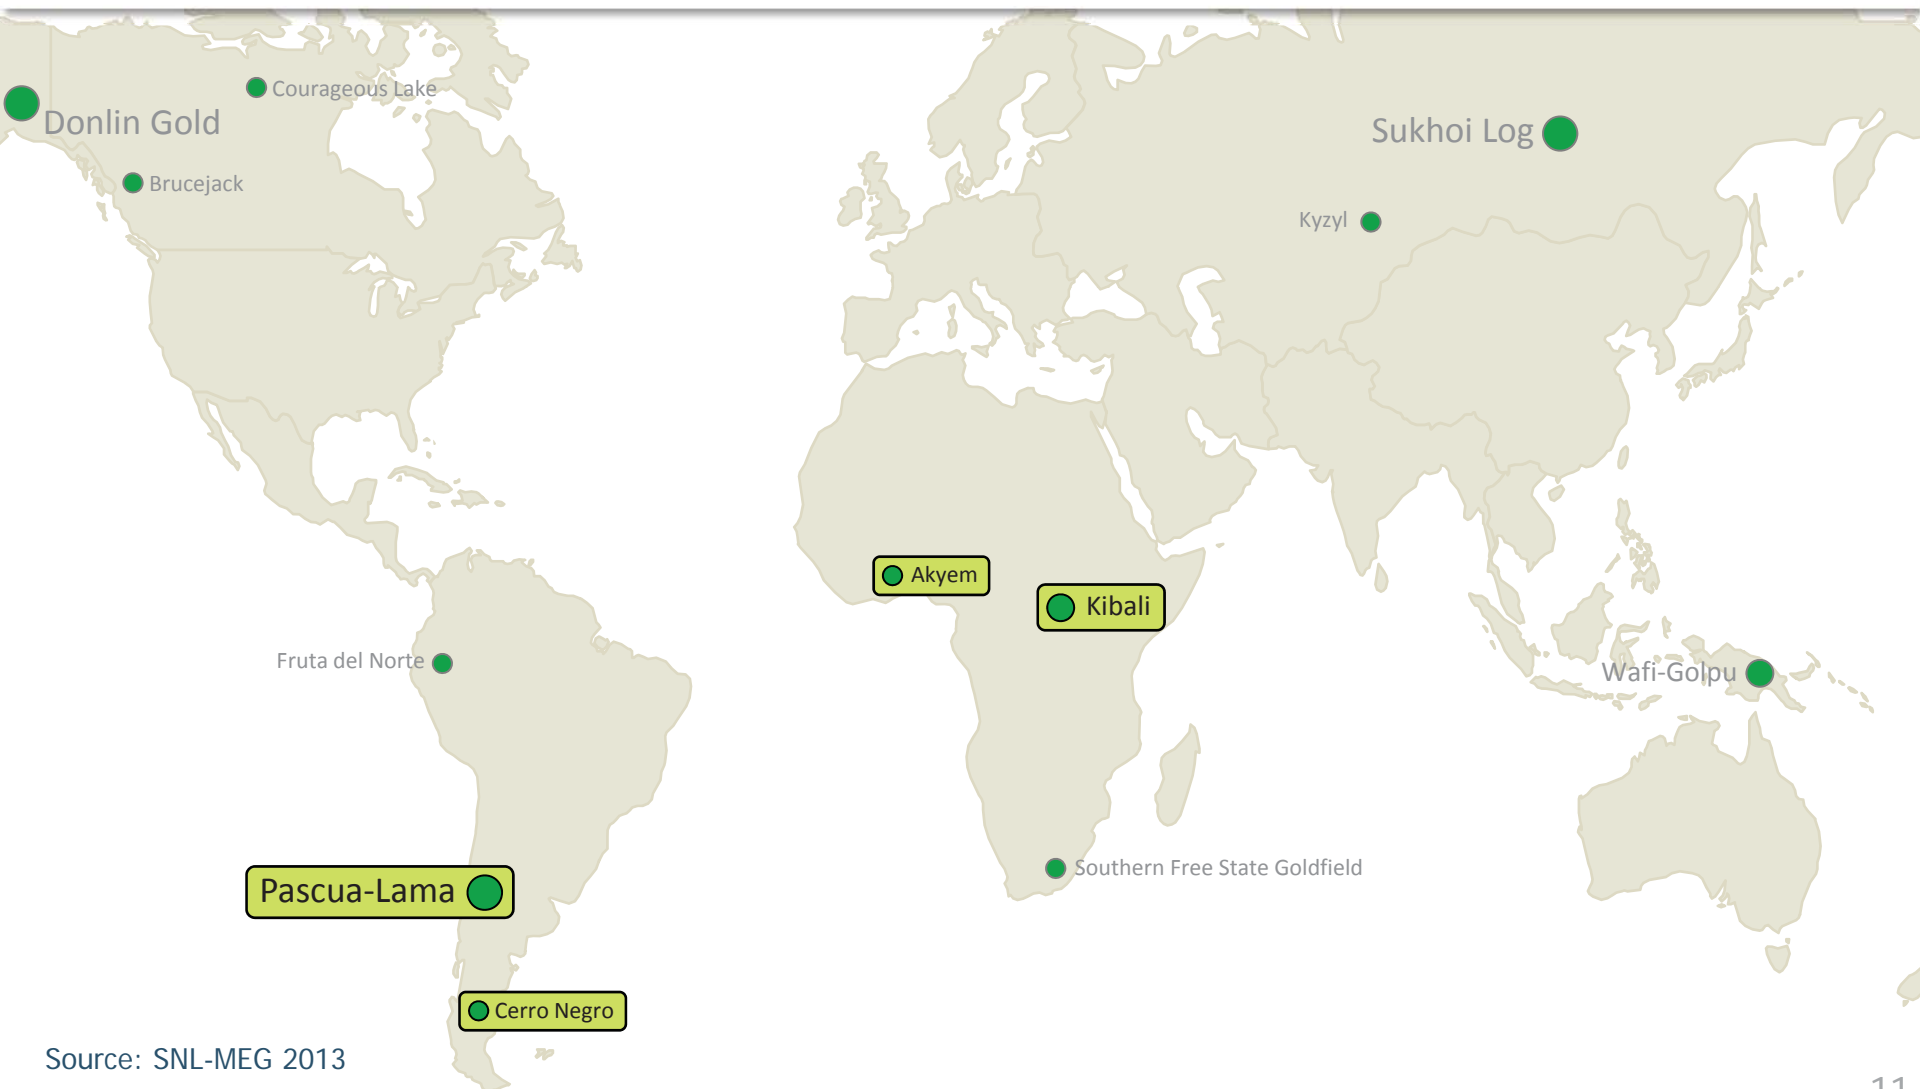 Courageous Lake
Donlin Gold
Sukhoi Log
Brucejack
Kyzyl
Akyem
Kibali
Fruta del Norte
Wafi-Golpu
Southern Free State Goldfield
Pascua-Lama
Cerro Negro
Source: SNL-MEG 2013
11